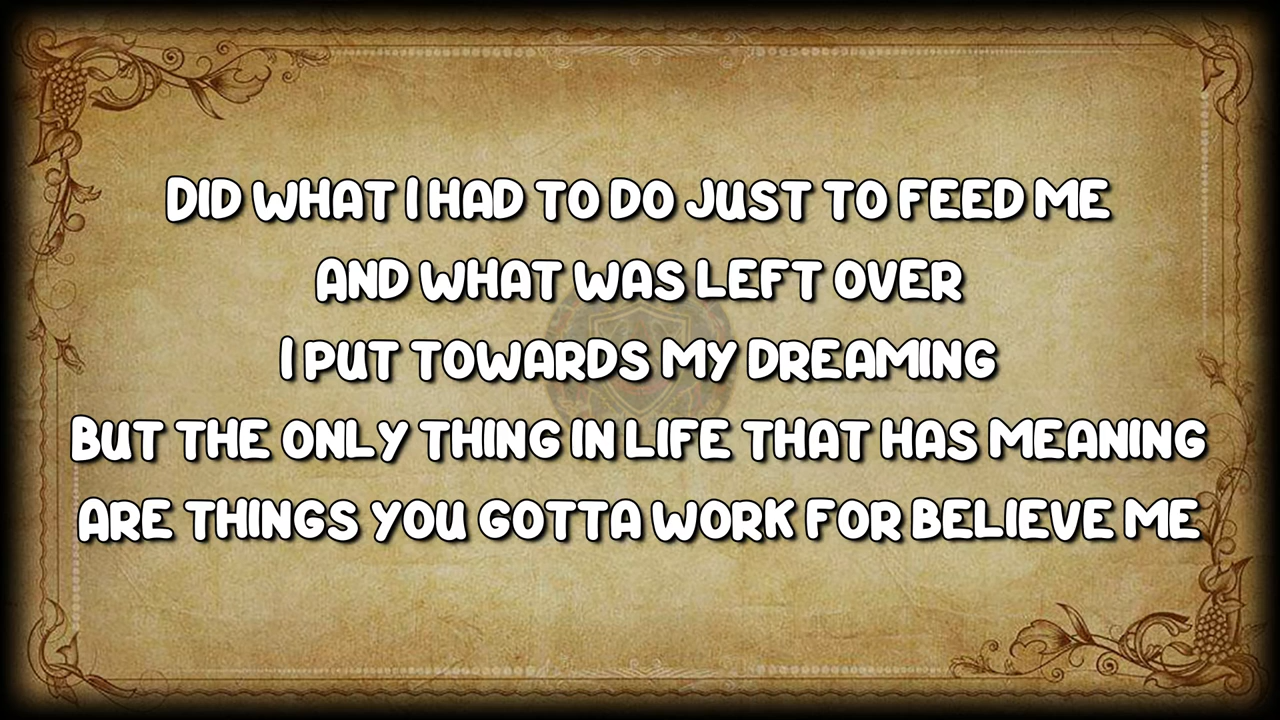 DID WHAT I HAD TO DO JUST TO FEED ME
AND WHAT WAS LEFT OVER
I PUT TOWARDS MY DREAMING
BUT THE ONLY THING IN LIFE THAT HAS MEANING
ARE THINGS YOU GOTTA WORK FOR BELIEVE ME